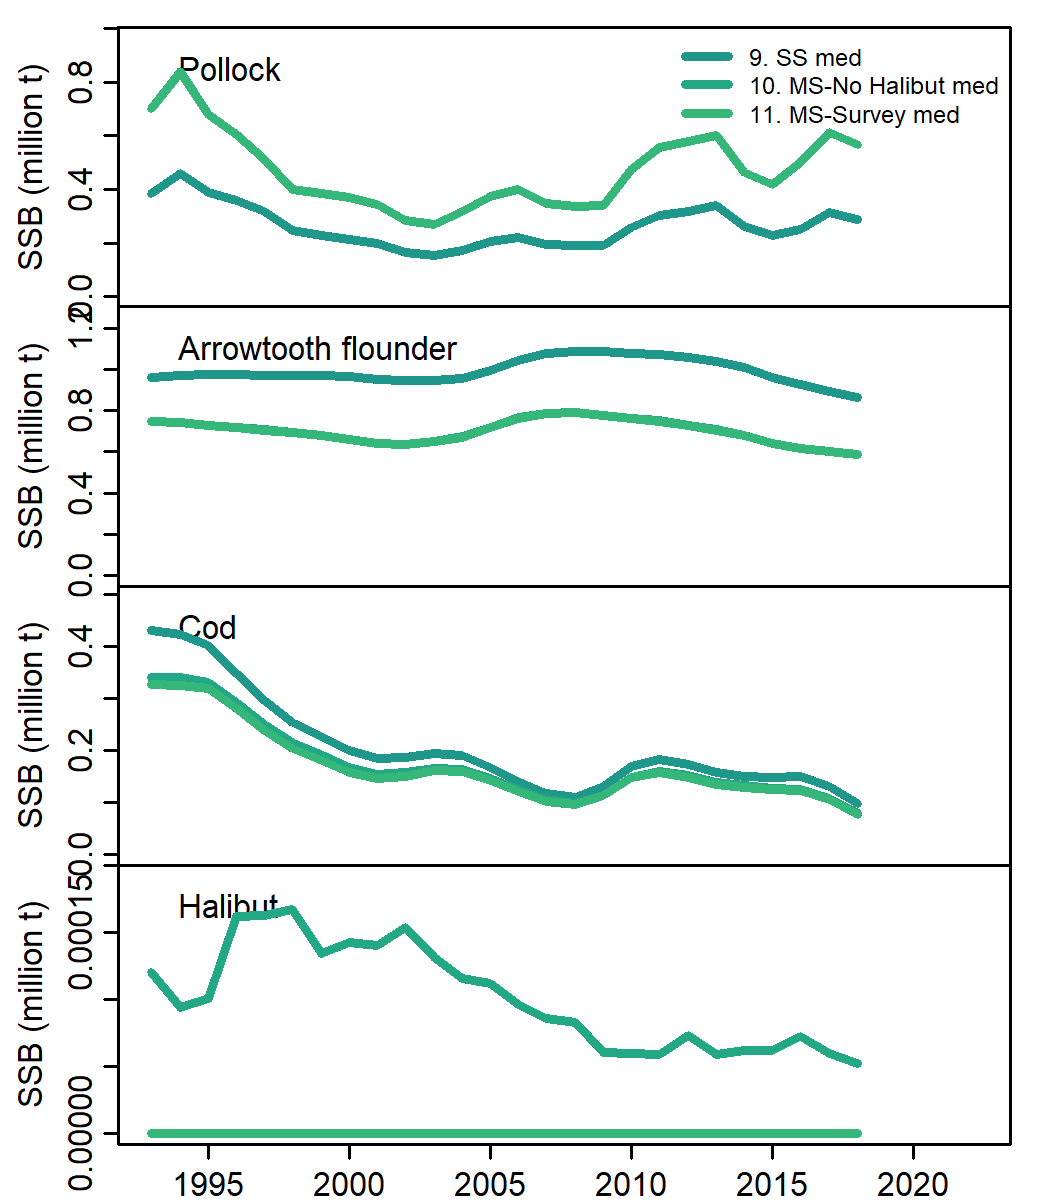 Pollock
9. SS med
10. MS-No Halibut med
11. MS-Survey med
SSB (million t)
0.8
0.4
0.0
Arrowtooth flounder
SSB (million t)
1.2
0.8
0.4
0.0
Cod
SSB (million t)
0.4
0.2
0.0
Halibut
SSB (million t)
0.00015
0.00000
1995 2000 2005 2010 2015 2020